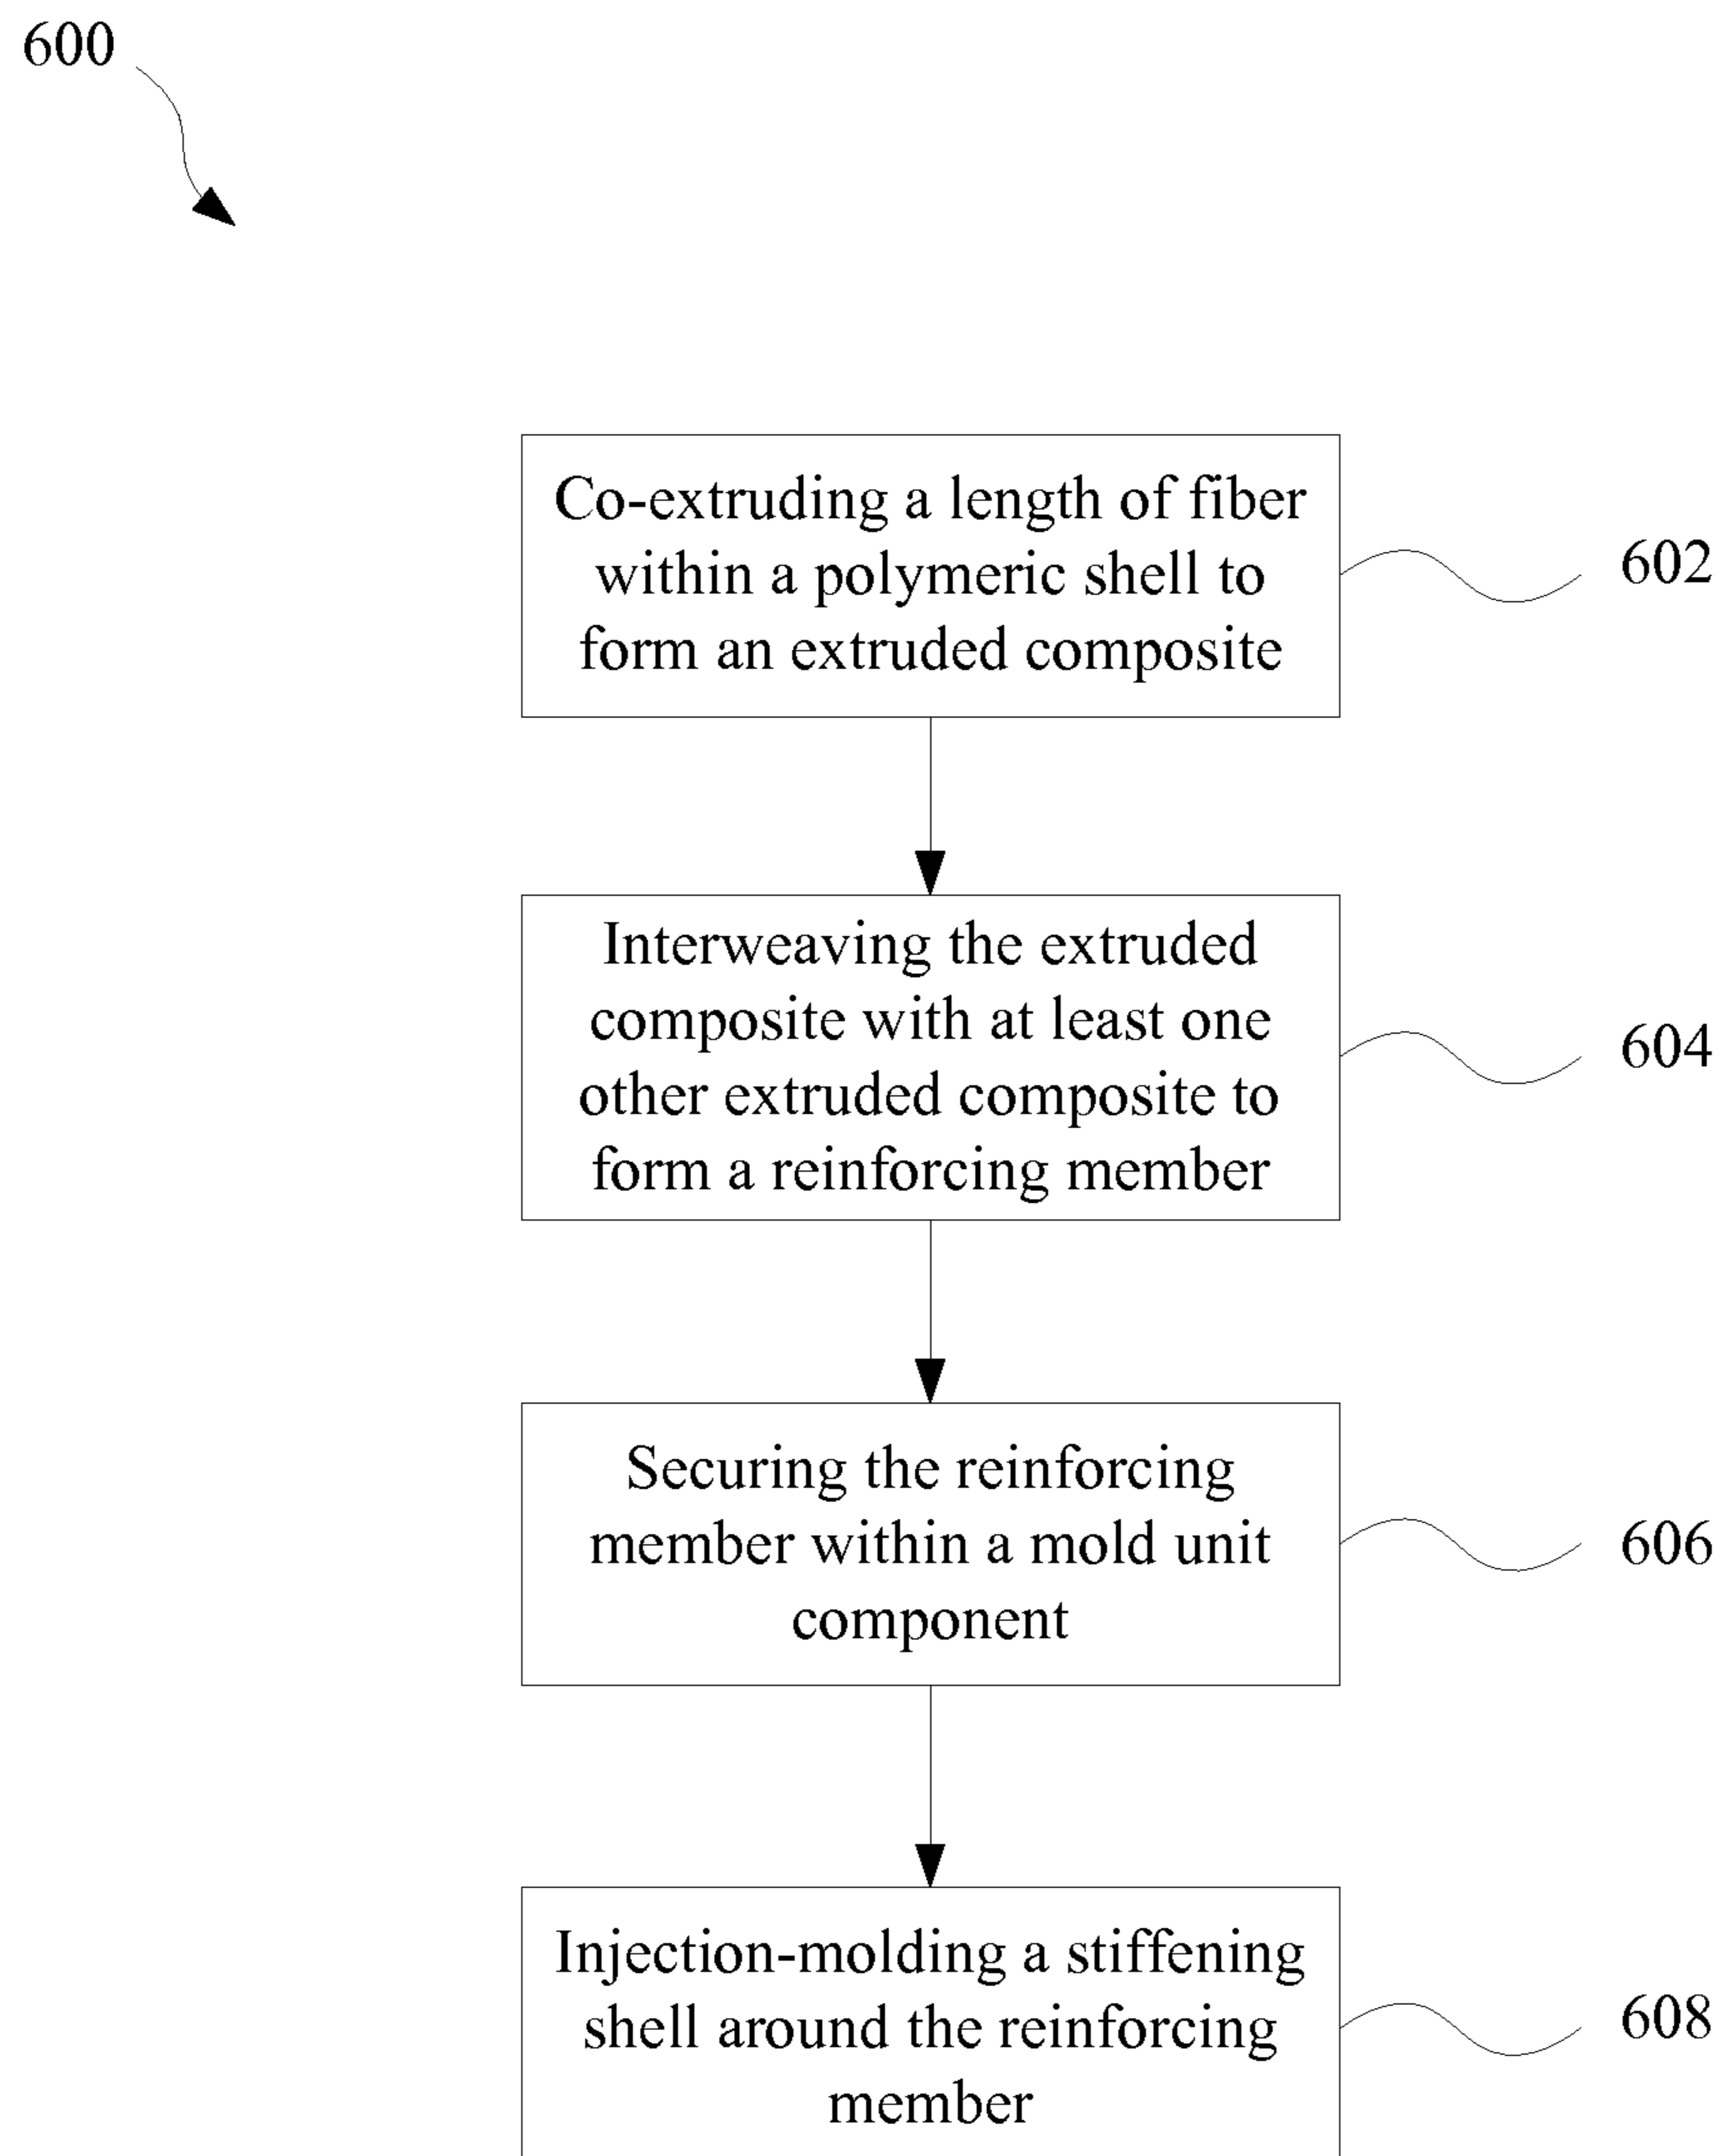 600
Co-extruding a length of fiber
within a polymeric shell to
form an extruded composite
602
Interweaving the extruded
composite with at least one
other extruded composite to
form a reinforcing member
604
Securing the reinforcing
member within a mold unit
component
606
Injection-molding a stiffening
shell around the reinforcing
member
608